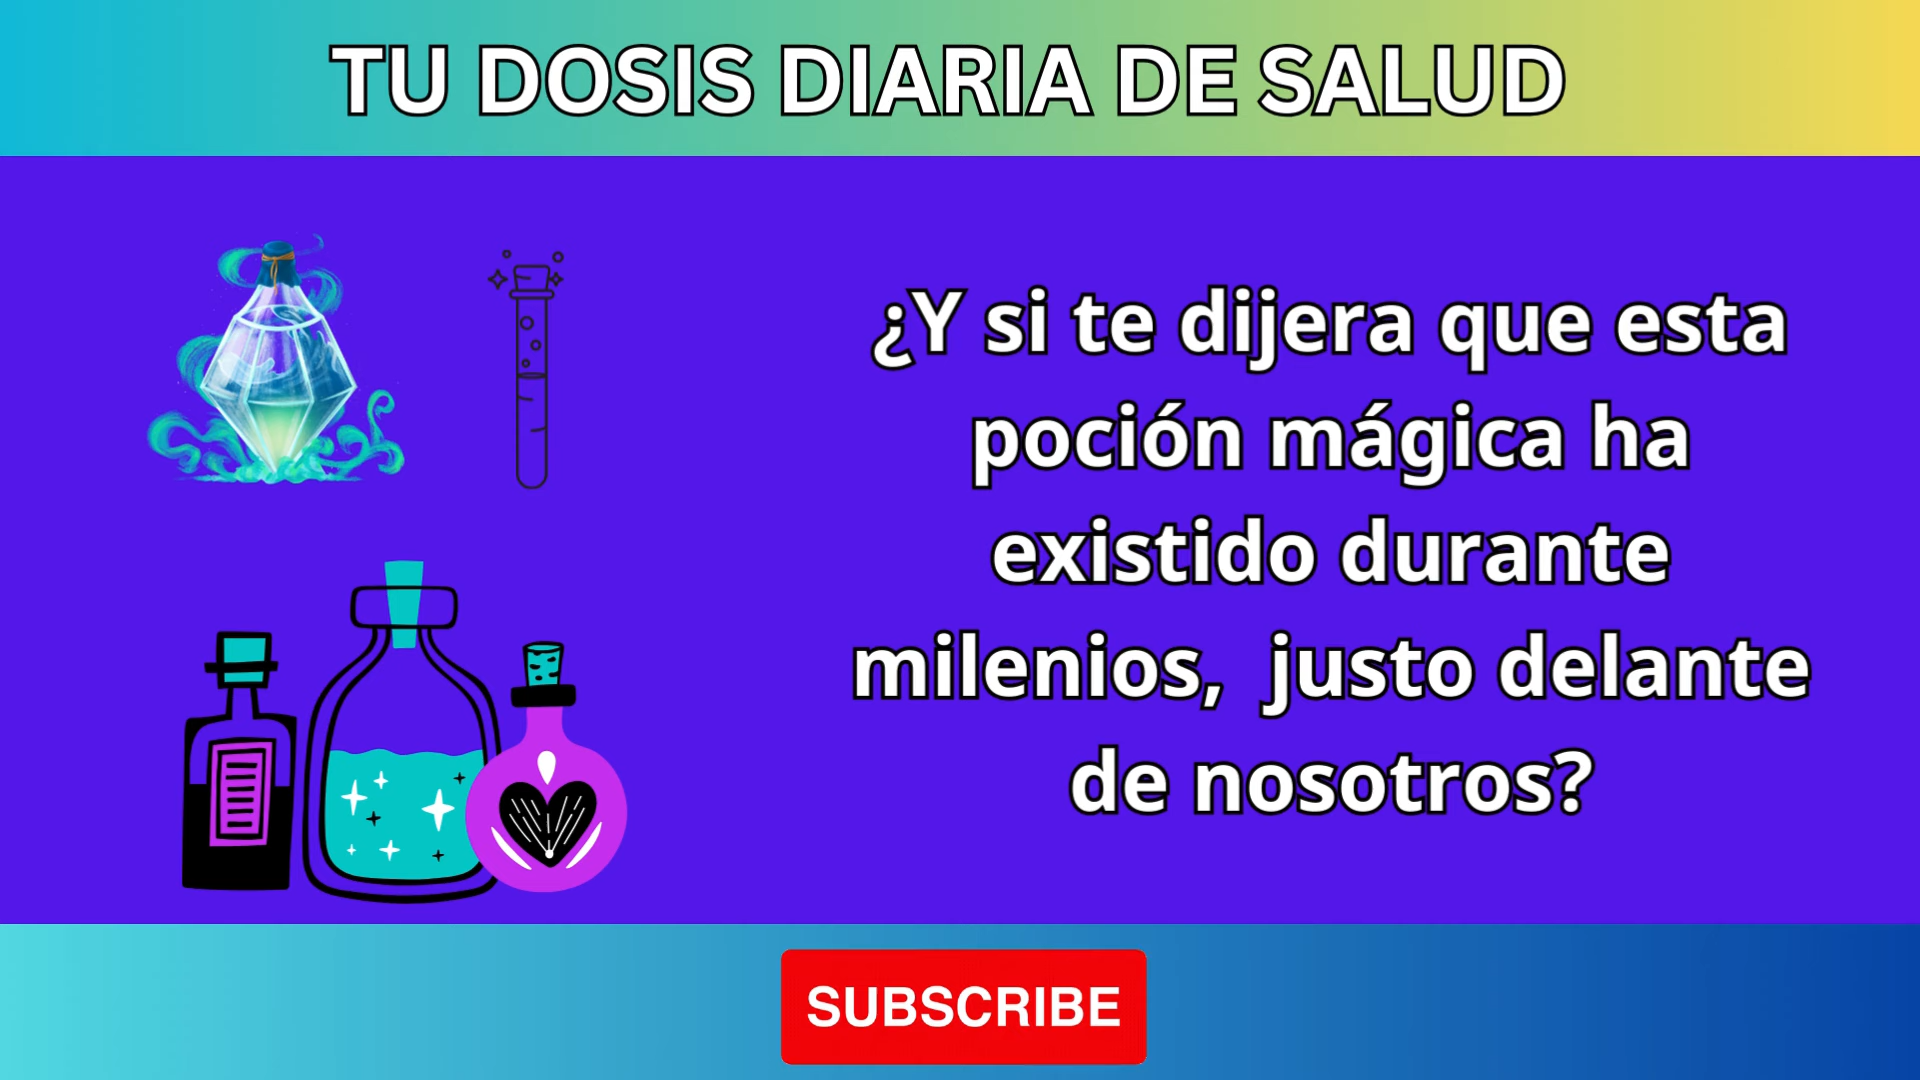 TU DOSIS DIARIA DE SALUD
¿Y si te dijera que esta
poción mágica ha
existido durante
milenios,  justo delante
de nosotros?
SUBSCRIBE